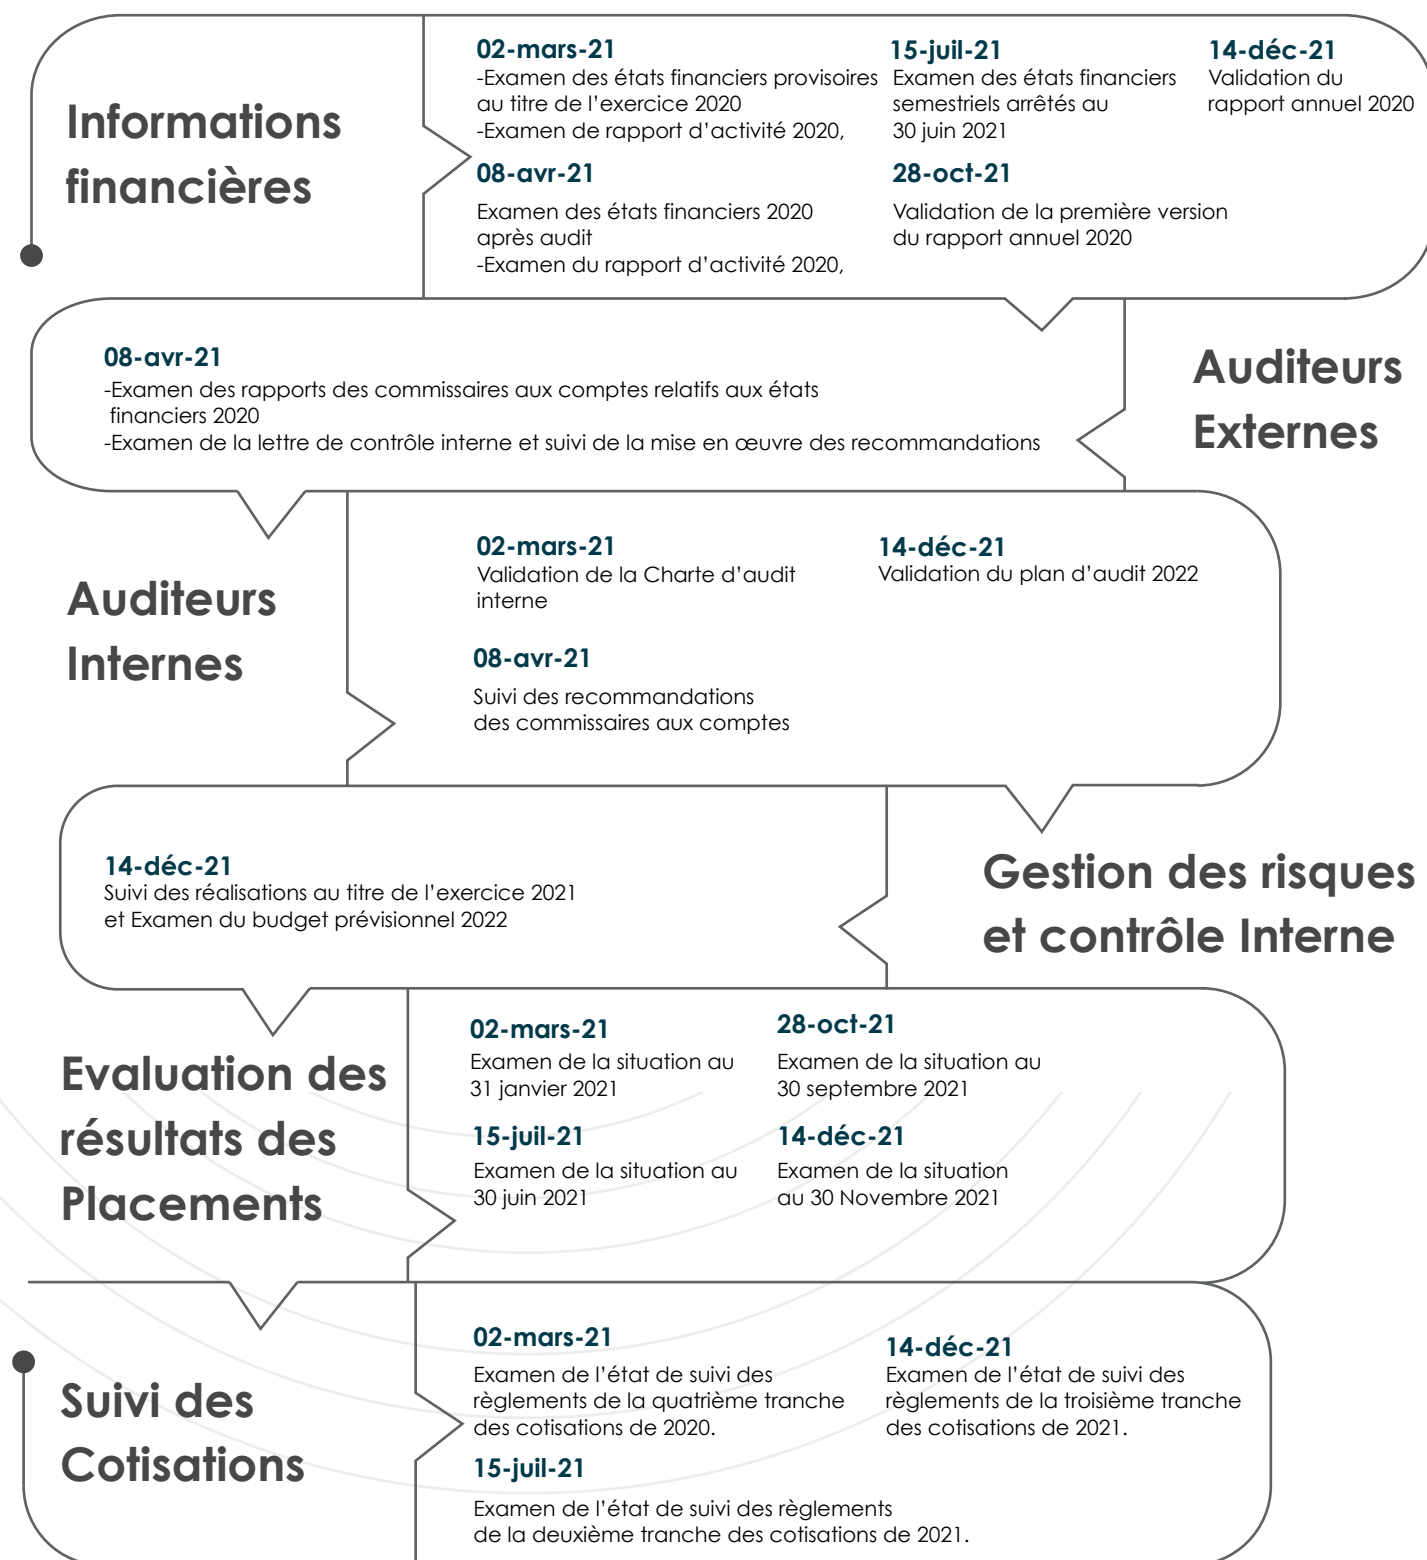 Informations
financières
02-mars-21
-Examen des états financiers provisoires
au titre de l'exercice 2020
-Examen de rapport d'activité 2020,
08-avr-21
Examen des états financiers 2020
après audit
-Examen du rapport d'activité 2020,
15-juil-21
Examen des états financiers
semestriels arrêtés au
30 juin 2021
28-oct-21
Validation de la première version
du rapport annuel 2020
14-déc-21
Validation du
rapport annuel 2020
Auditeurs
Externes
08-avr-21
-Examen des rapports des commissaires aux comptes relatifs aux états
financiers 2020
-Examen de la lettre de contrôle interne et suivi de la mise en œuvre des recommandations
Auditeurs
Internes
02-mars-21
Validation de la Charte d'audit
interne
08-avr-21
Suivi des recommandations
des commissaires aux comptes
14-déc-21
Validation du plan d'audit 2022
Gestion des risques
et contrôle Interne
14-déc-21
Suivi des réalisations au titre de l'exercice 2021
et Examen du budget prévisionnel 2022
Evaluation des
résultats des
Placements
02-mars-21
Examen de la situation au
31 janvier 2021
15-juil-21
Examen de la situation au
30 juin 2021
28-oct-21
Examen de la situation au
30 septembre 2021
14-déc-21
Examen de la situation
au 30 Novembre 2021
Suivi des
Cotisations
02-mars-21
Examen de l'état de suivi des
règlements de la quatrième tranche
des cotisations de 2020.
15-juil-21
Examen de l'état de suivi des règlements
de la deuxième tranche des cotisations de 2021.
14-déc-21
Examen de l'état de suivi des
règlements de la troisième tranche
des cotisations de 2021.